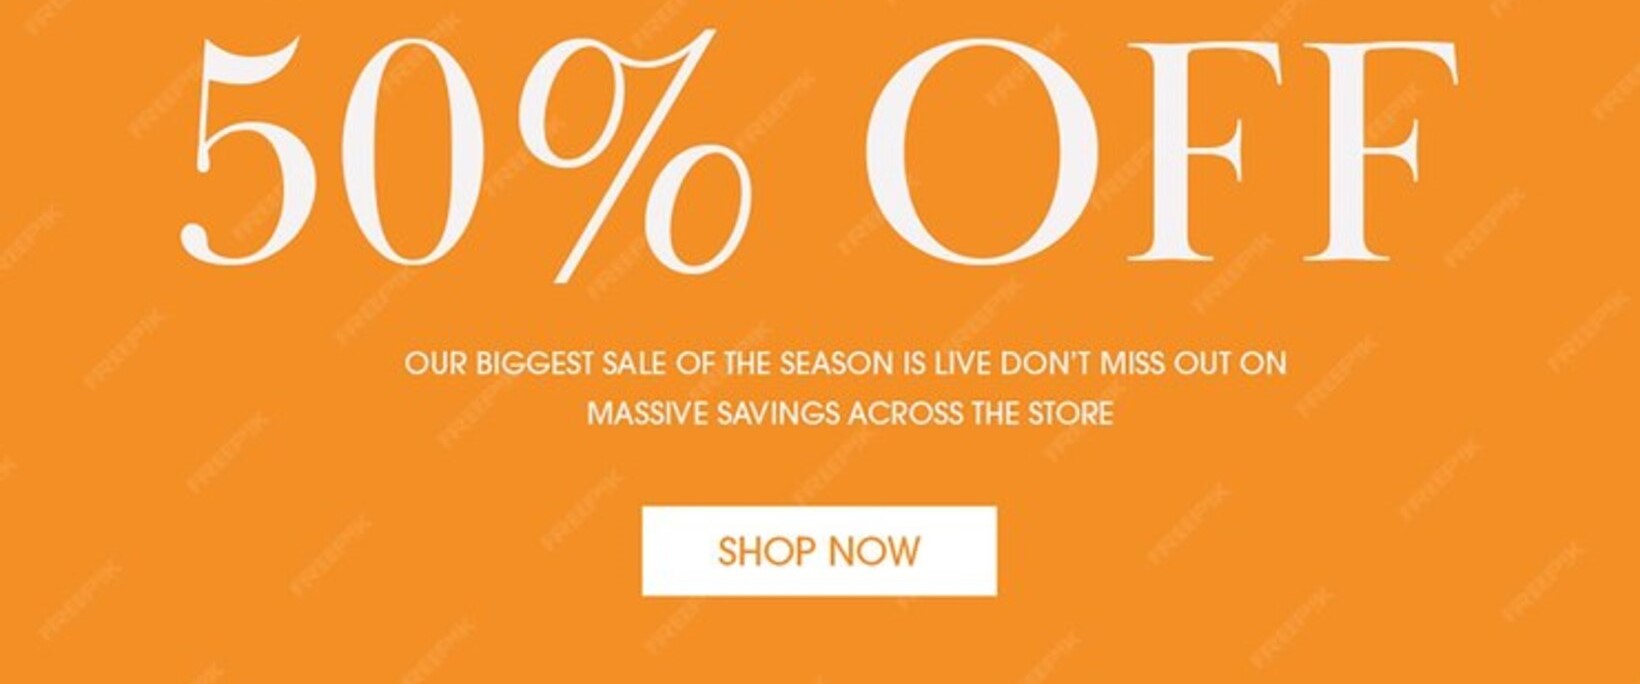 50% OFF
OUR BIGGEST SALE OF THE SEASON IS LIVE DON'T MISS OUT ON
MASSIVE SAVINGS ACROSS THE STORE
SHOP NOW
FREEPIK